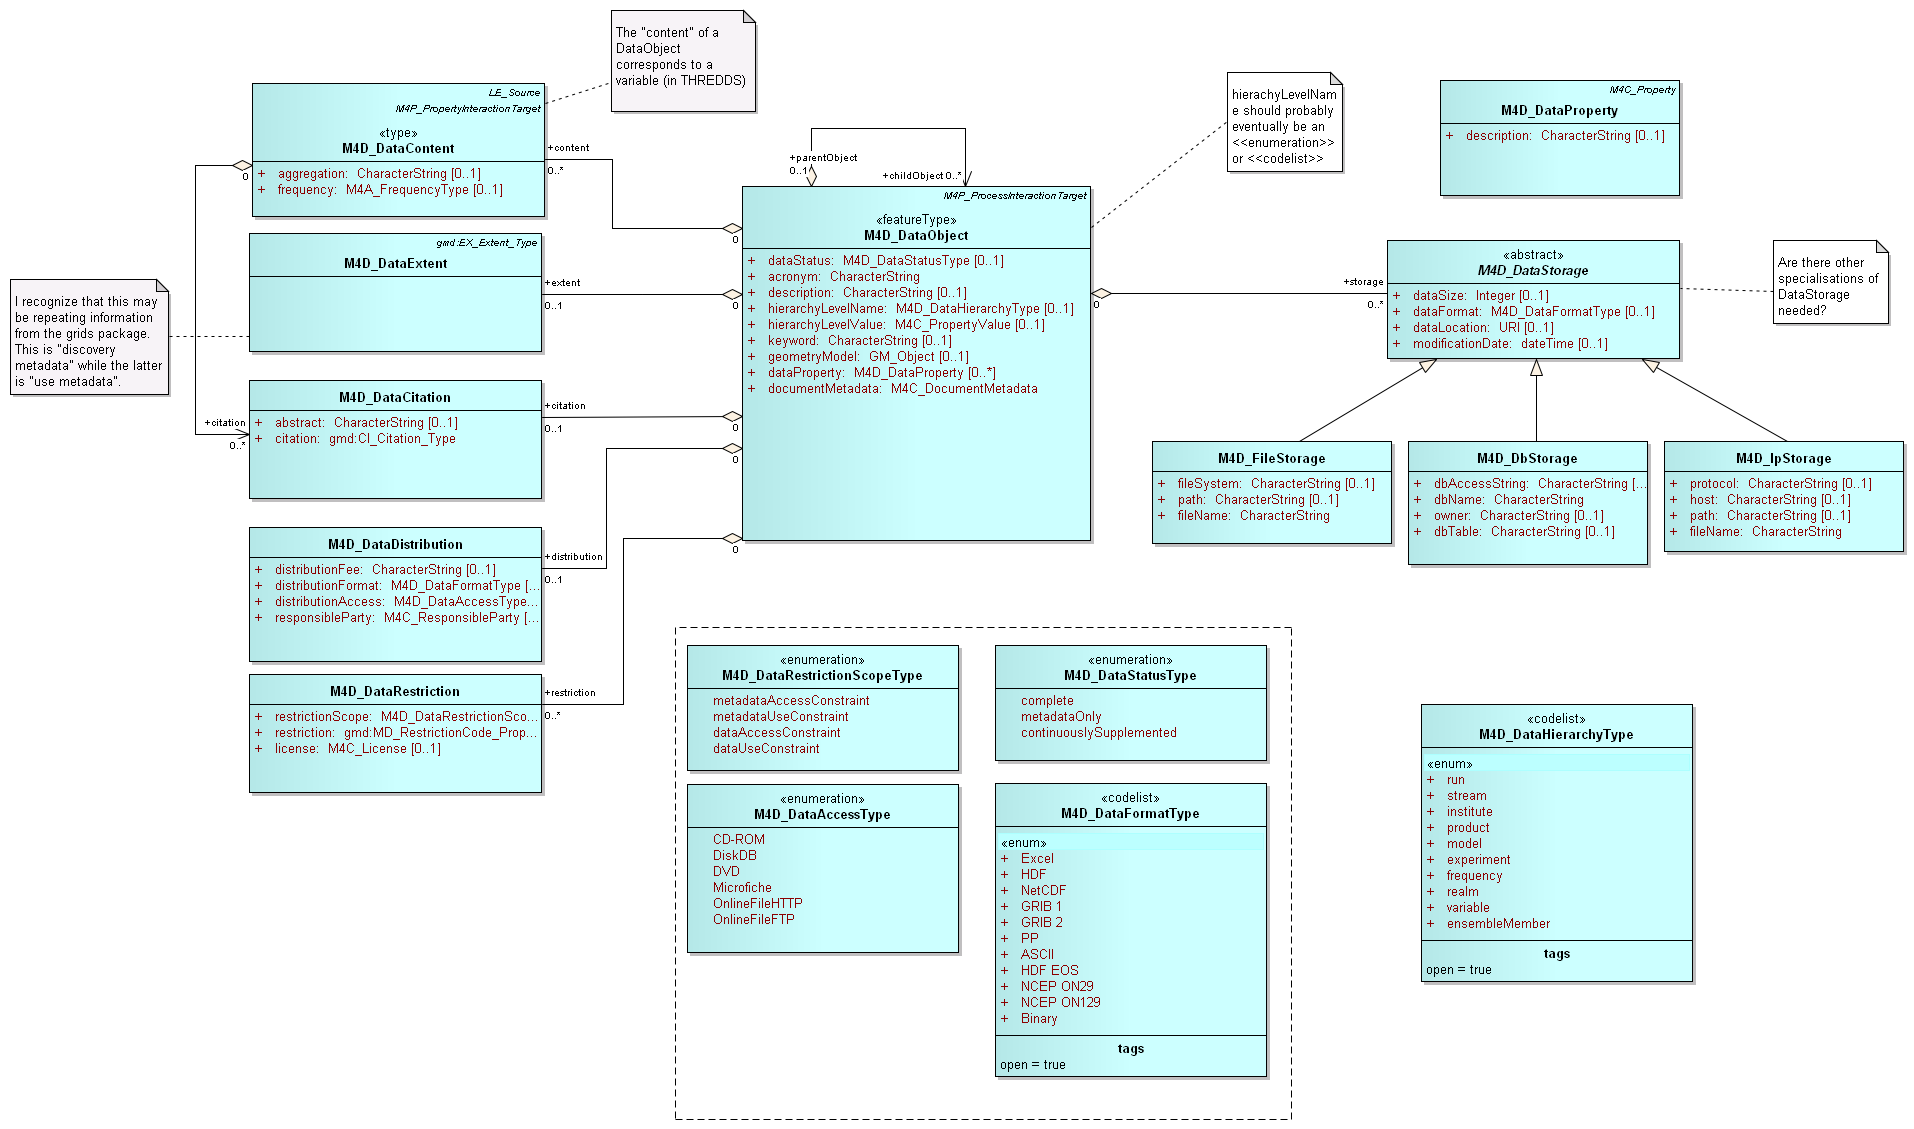 The "content" of a
DataObject
corresponds to a
variable (in THREDDS)
LE_Source
M4P_PropertyInteractionTarget
«type»
M4D_DataContent
+ aggregation: CharacterString [0..1]
+ frequency: M4A_FrequencyType [0..1]
+content
0..*
0
gmd:EX_Extent_Type
M4D_DataExtent
+extent
0..1
I recognize that this may
be repeating information
from the grids package.
This is "discovery
metadata" while the latter
is "use metadata".
+citation
0..*
M4D_DataCitation
+ abstract: CharacterString [0..1]
+ citation: gmd:CI_Citation_Type
+citation
0..1
M4D_DataDistribution
+ distributionFee: CharacterString [0..1]
+ distributionFormat: M4D_DataFormatType [...
+ distributionAccess: M4D_DataAccessType...
+ responsibleParty: M4C_ResponsibleParty [...
+distribution
0..1
M4D_DataRestriction
+ restrictionScope: M4D_DataRestrictionSco...
+ restriction: gmd:MD_RestrictionCode_Prop...
+ license: M4C_License [0..1]
+restriction
0..*
+parentObject
0..1
+childObject 0..*
M4P_ProcessInteractionTarget
«featureType»
M4D_DataObject
+ dataStatus: M4D_DataStatusType [0..1]
+ acronym: CharacterString
+ description: CharacterString [0..1]
+ hierarchyLevelName: M4D_DataHierarchyType [0..1]
+ hierarchyLevelValue: M4C_PropertyValue [0..1]
+ keyword: CharacterString [0..1]
+ geometryModel: GM_Object [0..1]
+ dataProperty: M4D_DataProperty [0..*]
+ documentMetadata: M4C_DocumentMetadata
0
0
0
0
0
0
hierachyLevelNam
e should probably
eventually be an
<<enumeration>>
or <<codelist>>
M4C_Property
M4D_DataProperty
+ description: CharacterString [0..1]
+storage
0..*
«abstract»
M4D_DataStorage
+ dataSize: Integer [0..1]
+ dataFormat: M4D_DataFormatType [0..1]
+ dataLocation: URI [0..1]
+ modificationDate: dateTime [0..1]
Are there other
specialisations of
DataStorage
needed?
M4D_FileStorage
+ fileSystem: CharacterString [0..1]
+ path: CharacterString [0..1]
+ fileName: CharacterString
M4D_DbStorage
+ dbAccessString: CharacterString [...
+ dbName: CharacterString
+ owner: CharacterString [0..1]
+ dbTable: CharacterString [0..1]
M4D_IpStorage
+ protocol: CharacterString [0..1]
+ host: CharacterString [0..1]
+ path: CharacterString [0..1]
+ fileName: CharacterString
«enumeration»
M4D_DataRestrictionScopeType
metadataAccessConstraint
metadataUseConstraint
dataAccessConstraint
dataUseConstraint
«enumeration»
M4D_DataStatusType
complete
metadataOnly
continuouslySupplemented
«enumeration»
M4D_DataAccessType
CD-ROM
DiskDB
DVD
Microfiche
OnlineFileHTTP
OnlineFileFTP
«codelist»
M4D_DataFormatType
«enum»
+ Excel
+ HDF
+ NetCDF
+ GRIB 1
+ GRIB 2
+ PP
+ ASCII
+ HDF EOS
+ NCEP ON29
+ NCEP ON129
+ Binary
tags
open = true
«codelist»
M4D_DataHierarchyType
«enum»
+ run
+ stream
+ institute
+ product
+ model
+ experiment
+ frequency
+ realm
+ variable
+ ensembleMember
tags
open = true